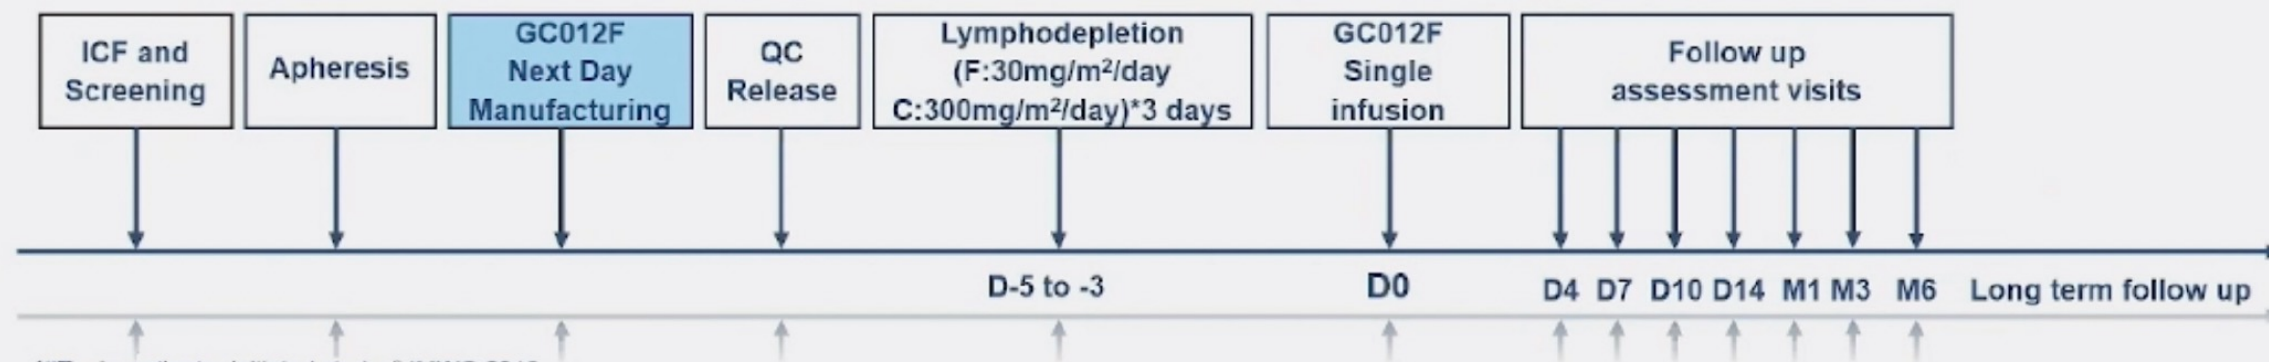 ICF and
Screening
Apheresis
GC012F
Next Day
Manufacturing
QC
Release
Lymphodepletion
(F:30mg/m²/day
C:300mg/m²/day)*3 days
GC012F
Single
infusion
Follow up
assessment visits
D-5 to -3 D0 D4 D7 D10 D14 M1 M3 M6 Long term follow up